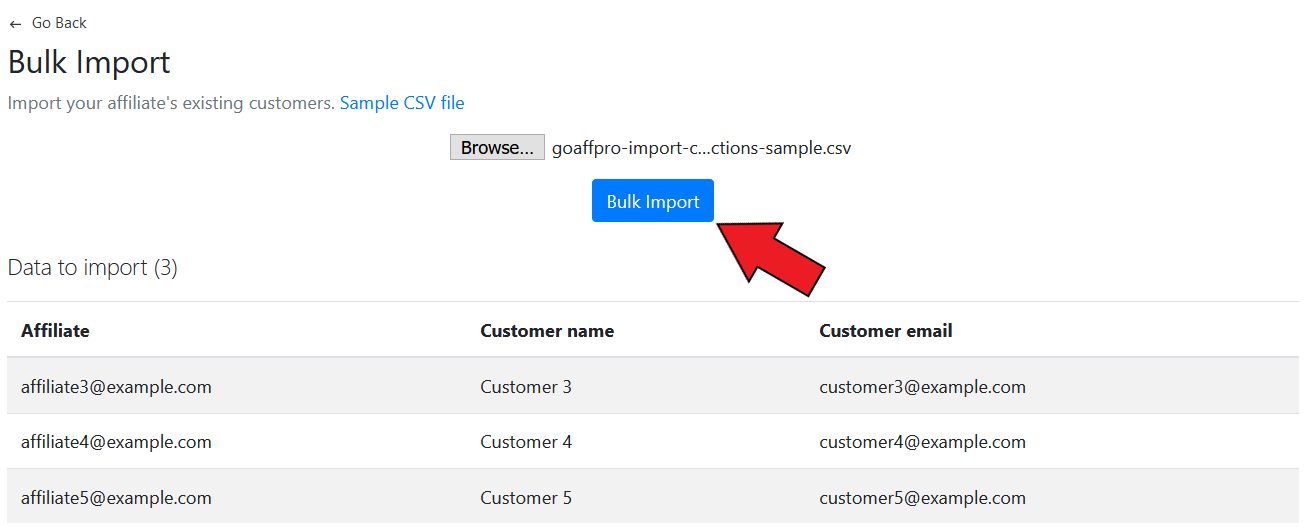 ← Go Back
Bulk Import
Import your affiliate's existing customers. Sample CSV file
Browse... goaffpro-import-c...ctions-sample.csv
Bulk Import
Data to import (3)
Affiliate Customer name Customer email
affiliate3@example.com Customer 3 customer3@example.com
affiliate4@example.com Customer 4 customer4@example.com
affiliate5@example.com Customer 5 customer5@example.com